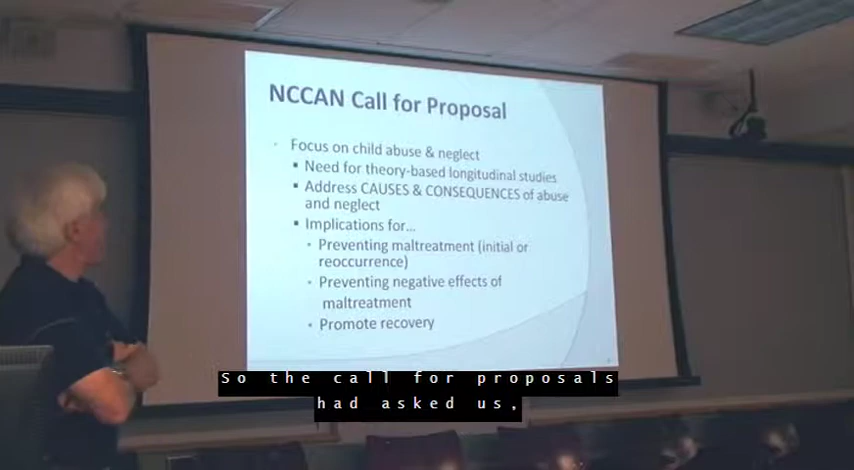 NCCAN Call for Proposal
Focus on child abuse & neglect
Need for theory-based longitudinal studies
Address CAUSES & CONSEQUENCES of abuse
and neglect
Implications for...
Preventing maltreatment (initial or
reoccurrence)
Preventing negative effects of
maltreatment
Promote recovery
So the call for proposals
had asked us,